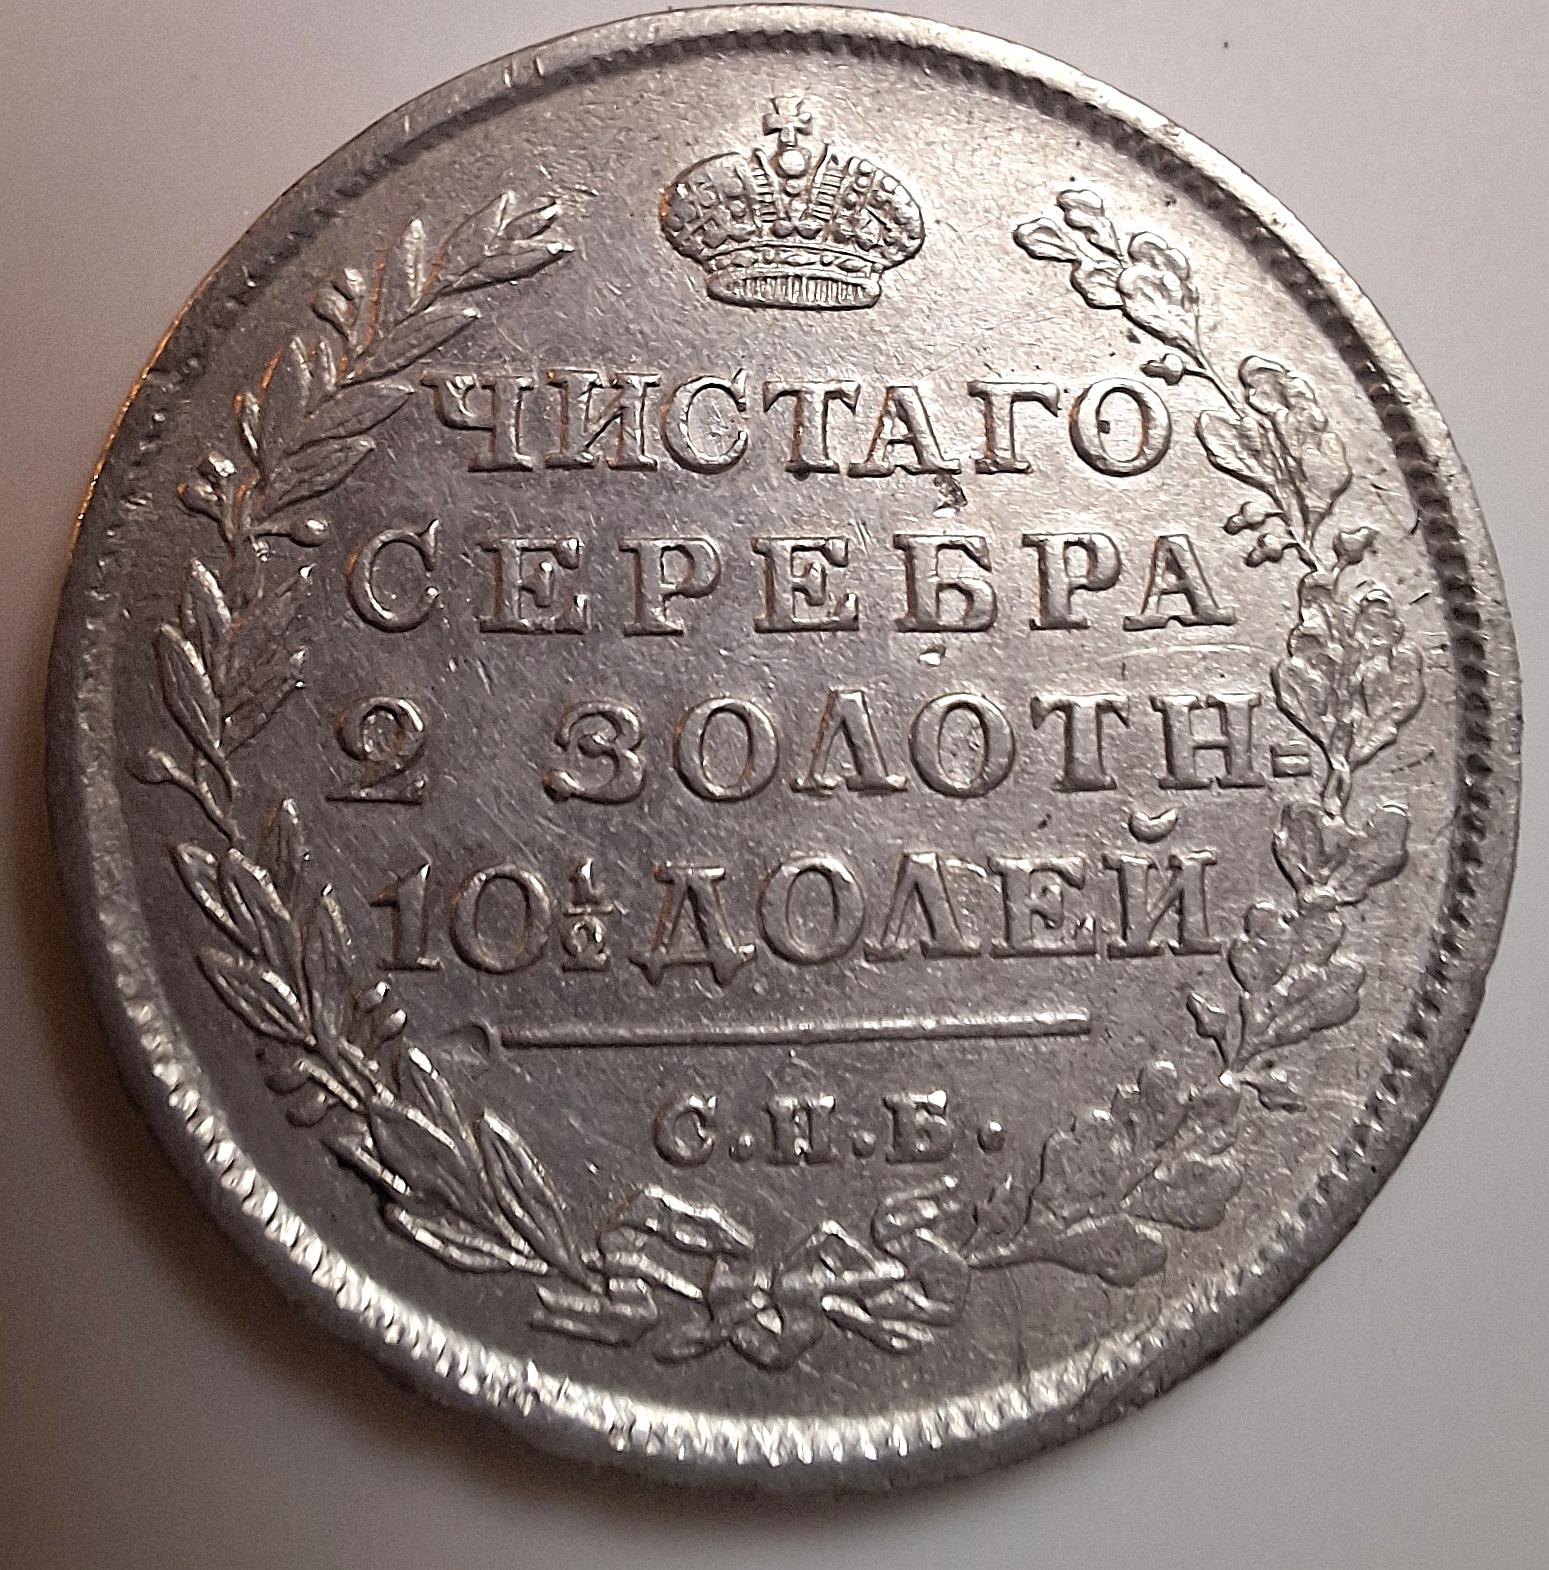 ЧИСТАГО
СЕРЕБРА
2 ЗОЛОТН=
10½ ДОЛЕЙ
С.П.Б.